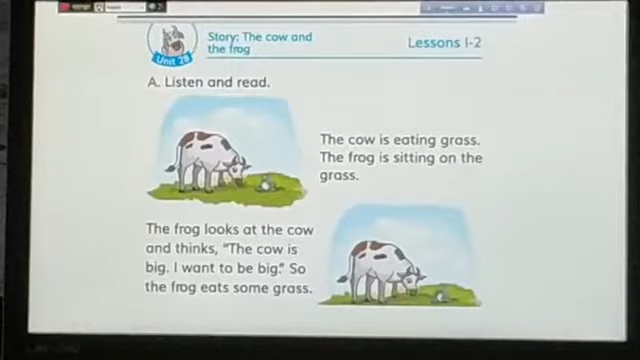 Story: The cow and
the frog
Lessons 1-2
Unit 28
A. Listen and read.
The cow is eating grass.
The frog is sitting on the
grass.
The frog looks at the cow
and thinks, "The cow is
big. I want to be big." So
the frog eats some grass.